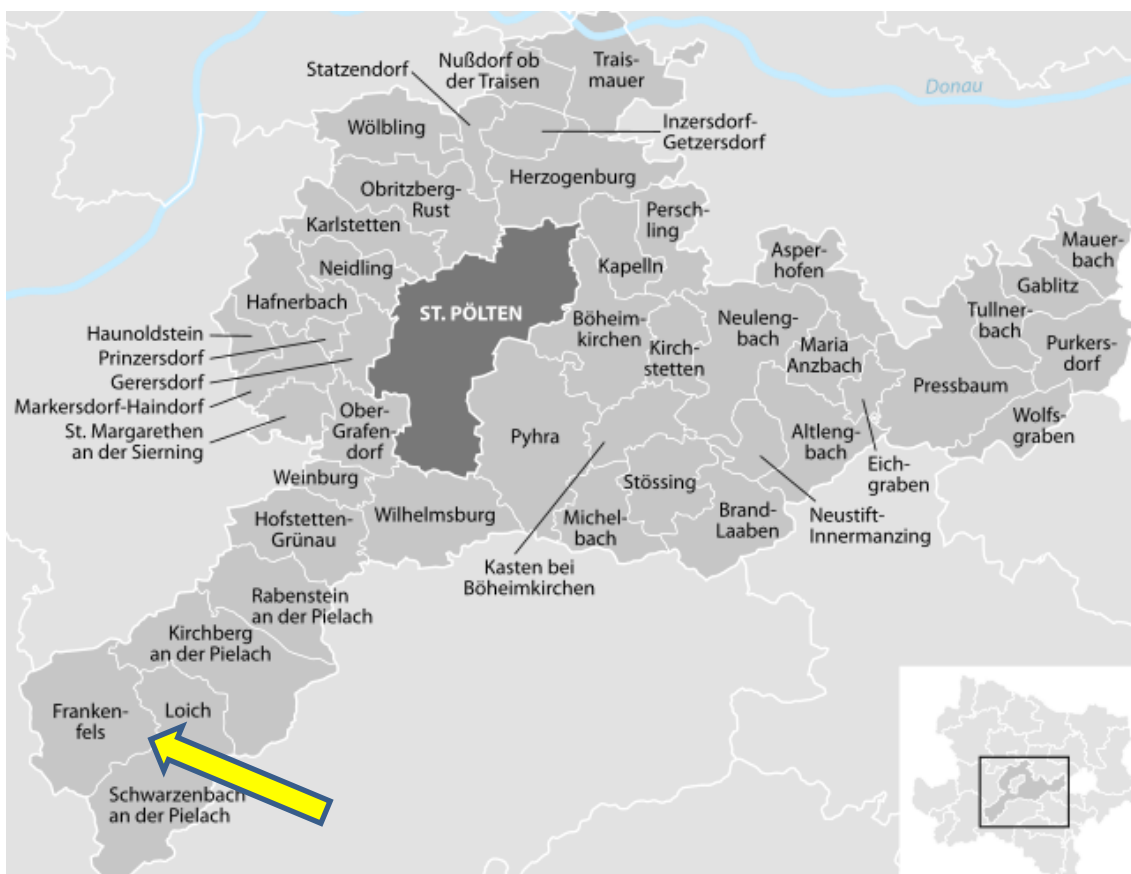 Nußdorf ob
der Traisen
Trais-
mauer
Statzendorf
Donau
Inzersdorf-
Getzersdorf
Wölbling
Herzogenburg
Obritzberg-
Rust
Persch-
ling
Karlstetten
Mauer-
bach
Asper-
hofen
Neidling
Kapelln
Gablitz
Hafnerbach
Tullner-
bach
ST. PÖLTEN
Böheim-
kirchen
Neuleng-
bach
Haunoldstein
Purkers-
dorf
Kirch-
stetten
Maria
Anzbach
Prinzersdorf
Gerersdorf
Pressbaum
Markersdorf-Haindorf
Wolfs-
graben
St. Margarethen
an der Sierning
Ober-
Grafen-
dorf
Pyhra
Altleng-
bach
Eich-
graben
Weinburg
Stössing
Hofstetten-
Grünau
Wilhelmsburg
Michel-
bach
Brand-
Laaben
Neustift-
Innermanzing
Kasten bei
Böheimkirchen
Rabenstein
an der Pielach
Kirchberg
an der Pielach
Franken-
fels
Loich
Schwarzenbach
an der Pielach